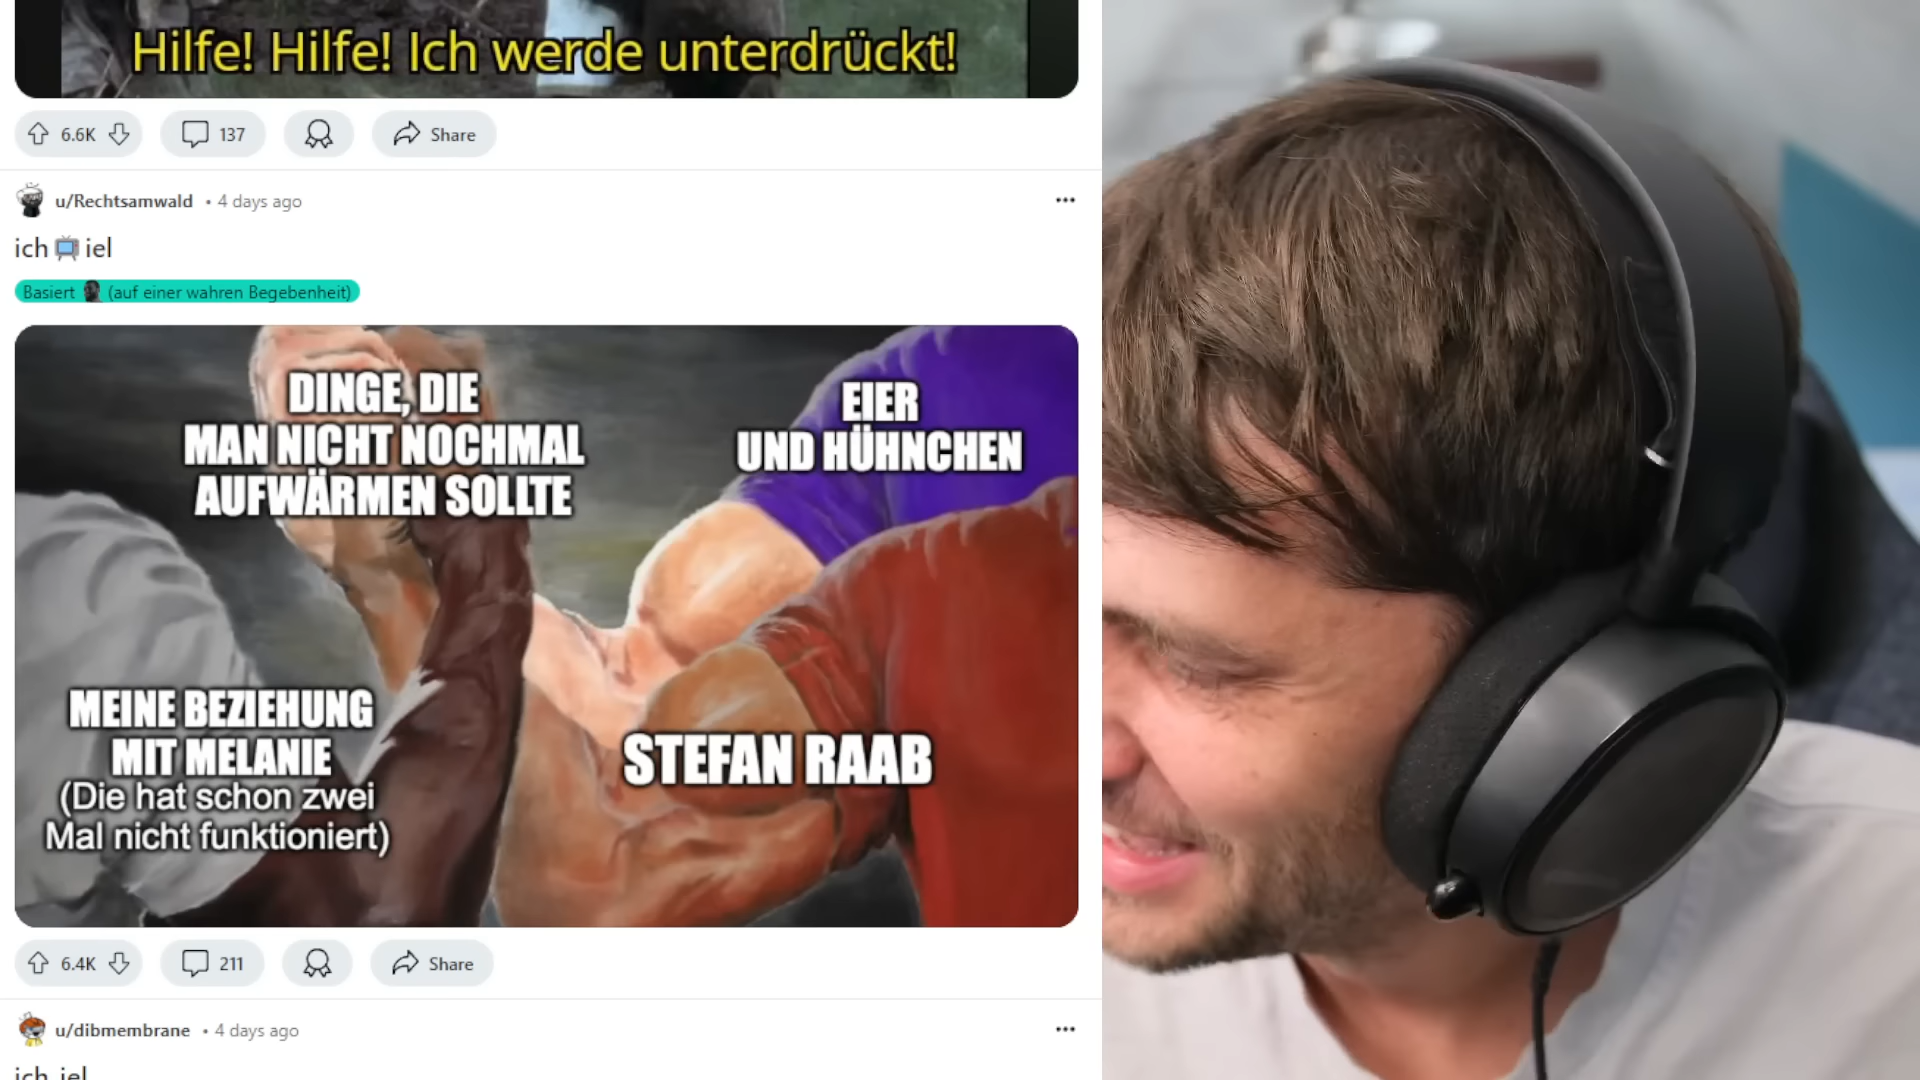 Hilfe! Hilfe! Ich werde unterdrückt!
6.6K
137
Share
u/Rechtsamwald • 4 days ago
ich 📺 iel
Basiert (auf einer wahren Begebenheit)
DINGE, DIE
MAN NICHT NOCHMAL
AUFWÄRMEN SOLLTE
EIER
UND HÜHNCHEN
MEINE BEZIEHUNG
MIT MELANIE
(Die hat schon zwei
Mal nicht funktioniert)
STEFAN RAAB
6.4K
211
Share
u/dibmembrane • 4 days ago
ich_iel